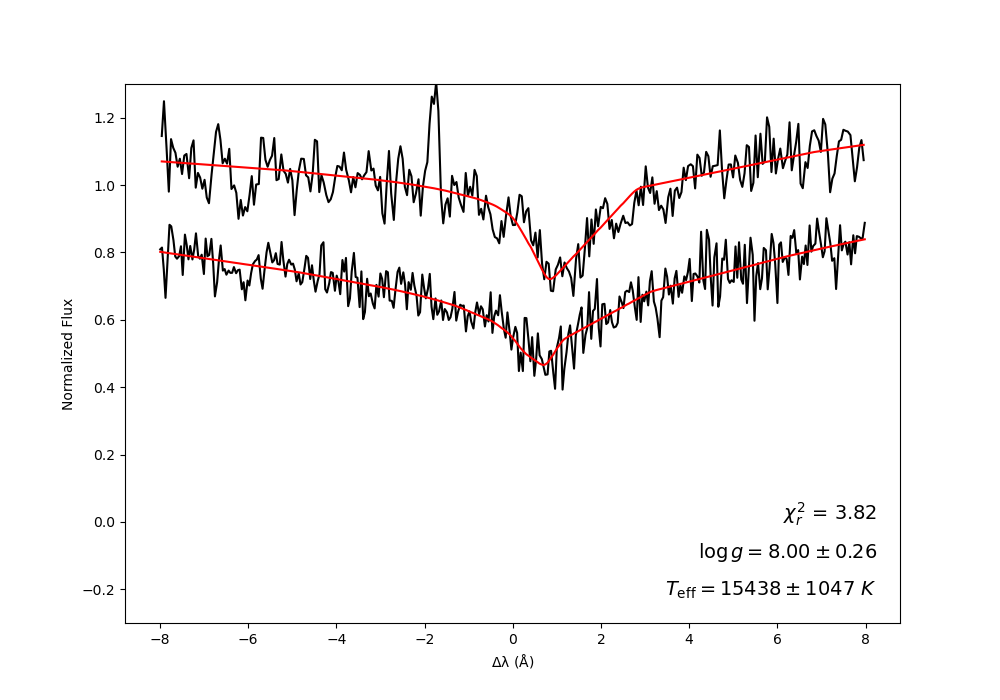 1.2
1.0
0.8
0.6
0.4
0.2
0.0
−0.2
Normalized Flux
χ²ᵣ = 3.82
log g = 8.00 ± 0.26
T_eff = 15438 ± 1047 K
−8 −6 −4 −2 0 2 4 6 8
Δλ (Å)